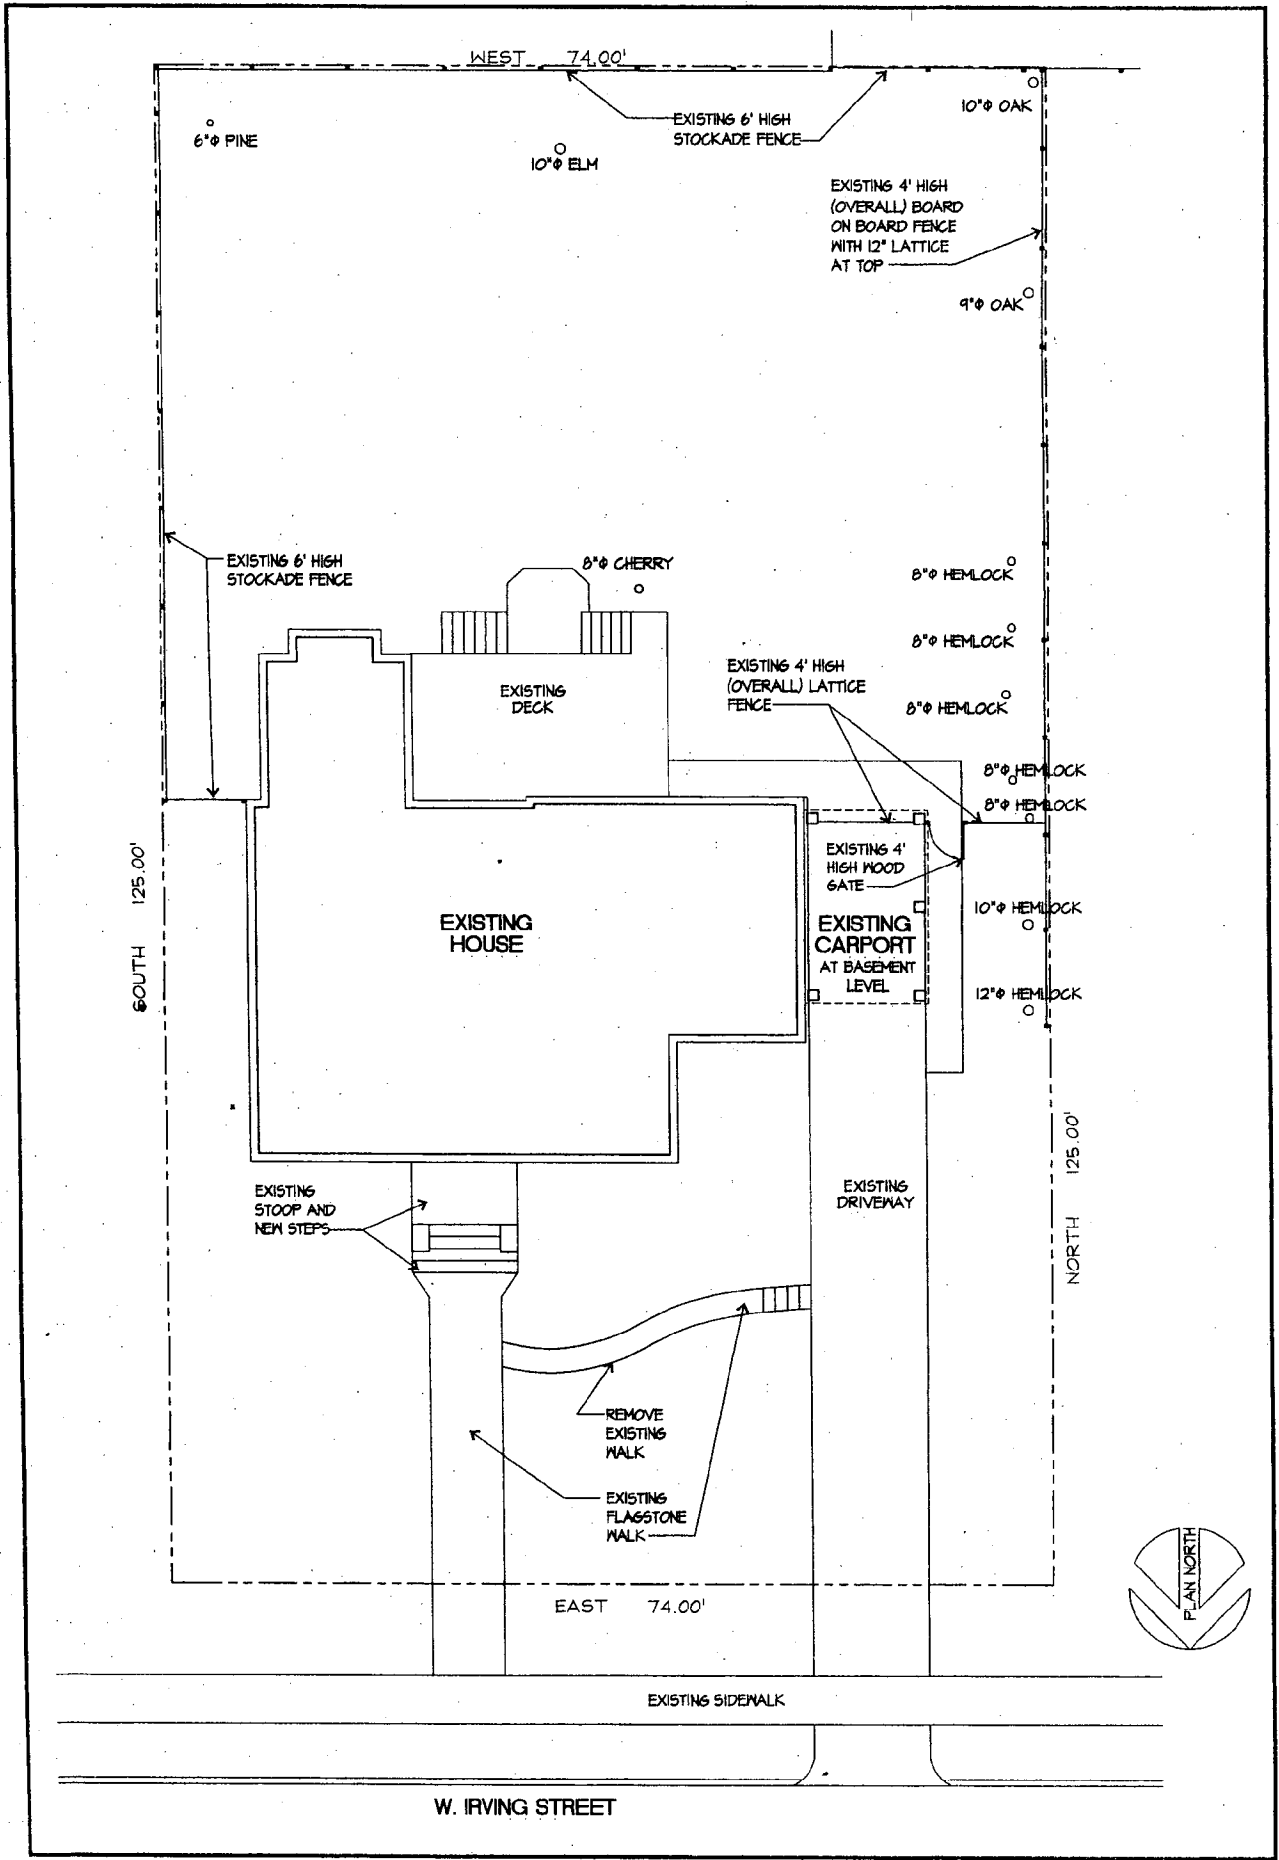 WEST 74.00'
EXISTING 6' HIGH
STOCKADE FENCE
10"Φ OAK
6"Φ PINE
10"Φ ELM
EXISTING 4' HIGH
(OVERALL) BOARD
ON BOARD FENCE
WITH 12" LATTICE
AT TOP
9"Φ OAK
EXISTING 6' HIGH
STOCKADE FENCE
8"Φ CHERRY
8"Φ HEMLOCK
8"Φ HEMLOCK
EXISTING 4' HIGH
(OVERALL) LATTICE
FENCE
EXISTING
DECK
8"Φ HEMLOCK
8"Φ HEMLOCK
8"Φ HEMLOCK
EXISTING 4'
HIGH WOOD
GATE
SOUTH 125.00'
EXISTING
HOUSE
10"Φ HEMLOCK
EXISTING
CARPORT
AT BASEMENT
LEVEL
12"Φ HEMLOCK
NORTH 125.00'
EXISTING
STOOP AND
NEW STEPS
EXISTING
DRIVEWAY
REMOVE
EXISTING
WALK
EXISTING
FLAGSTONE
WALK
PLAN NORTH
EAST 74.00'
EXISTING SIDEWALK
W. IRVING STREET